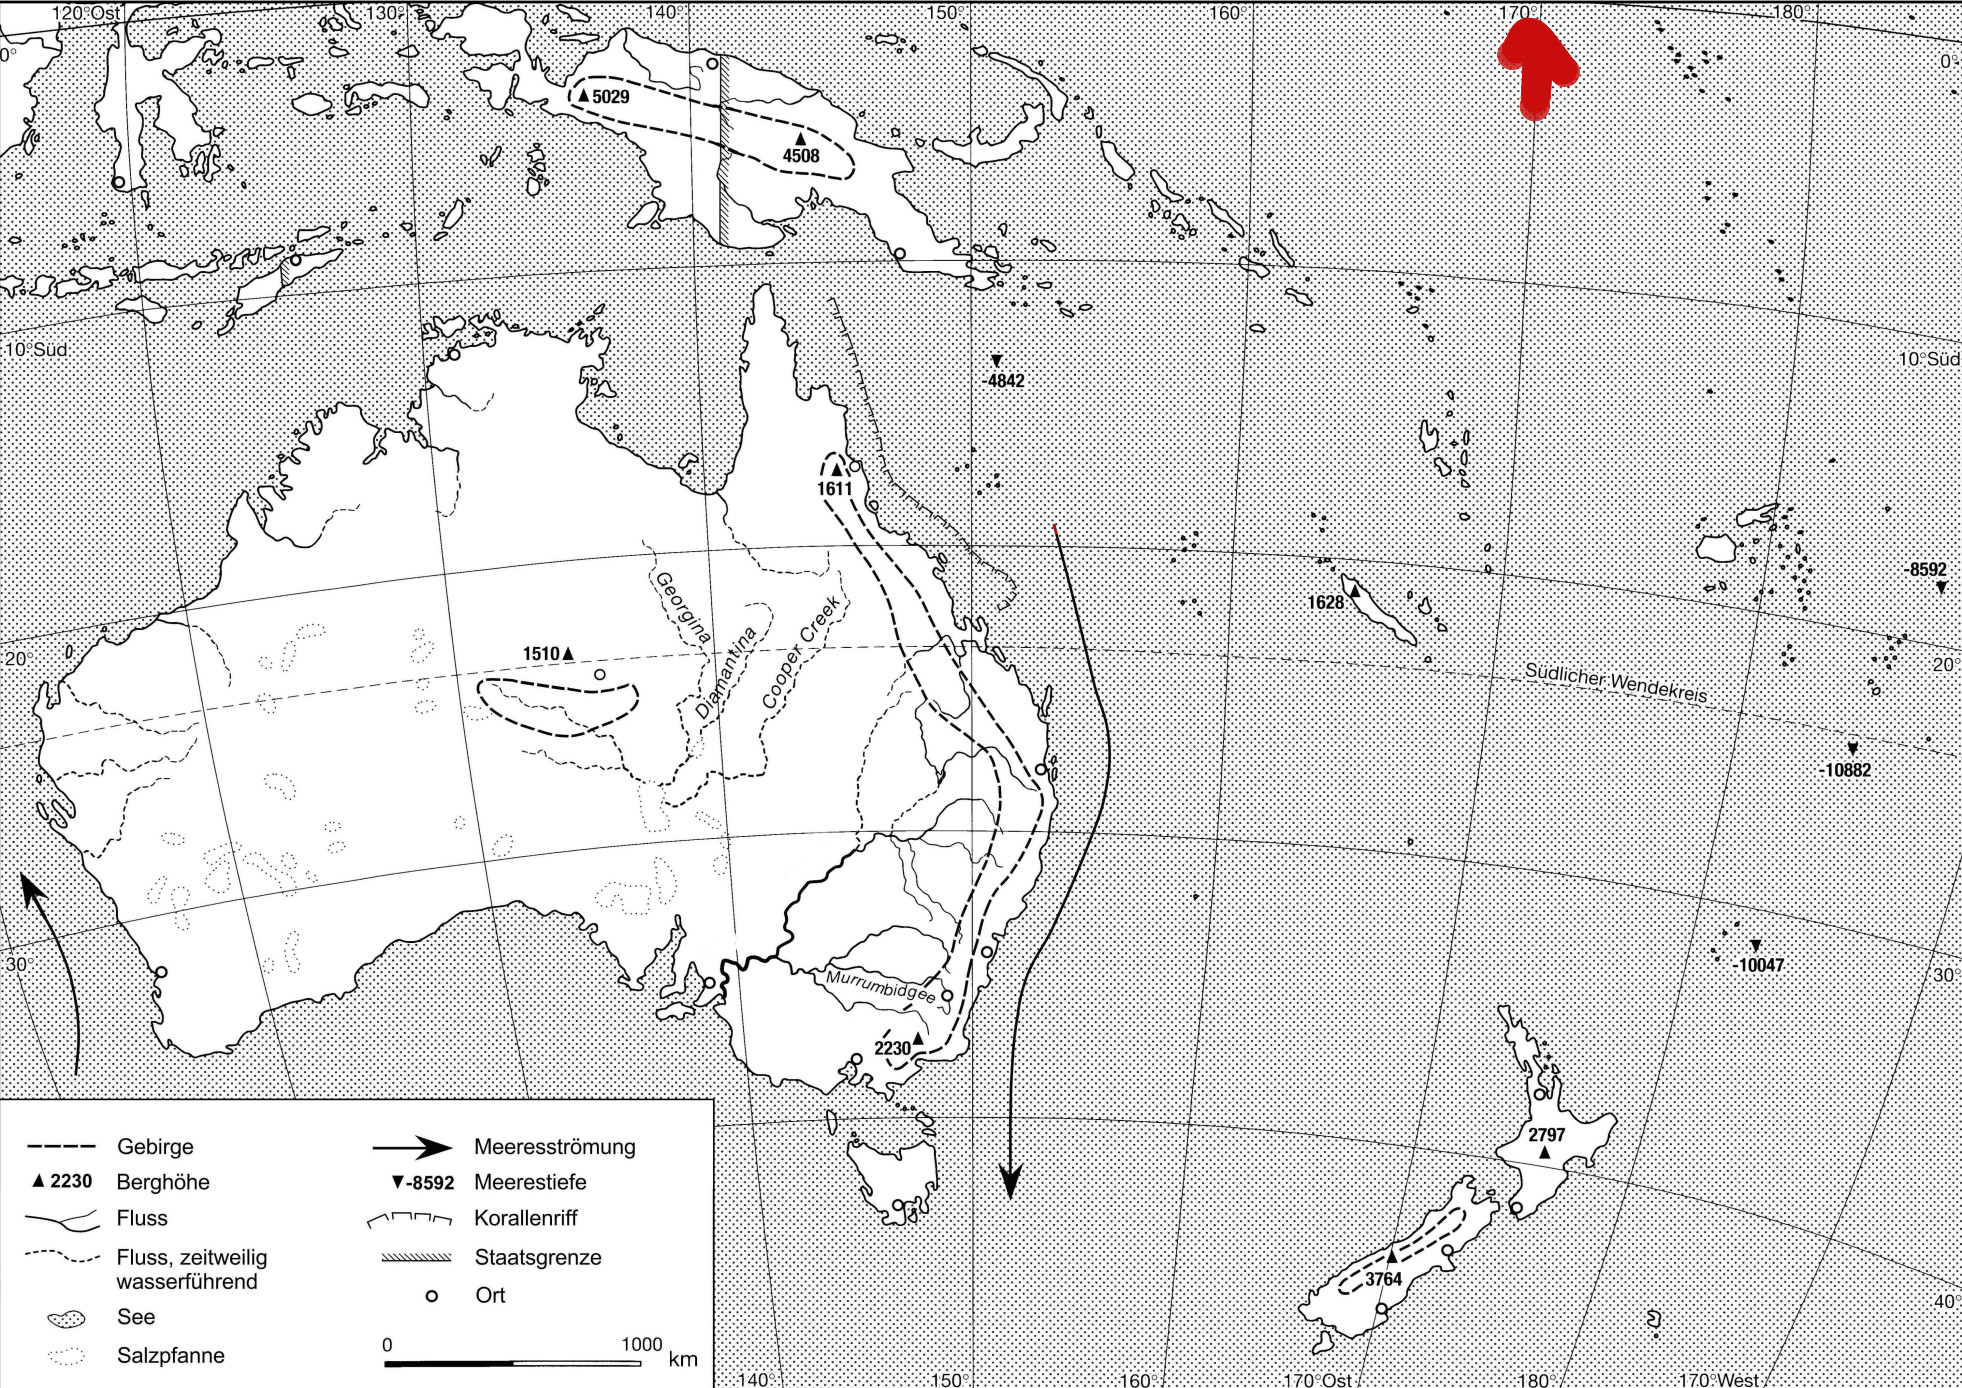 120°Ost
130°
140°
150°
160°
170°
180°
0°
0°
5029
4508
10°Süd
-4842
10°Süd
1611
Georgina
Diamantina
Cooper Creek
1628
-8592
1510
20°
20°
Südlicher Wendekreis
-10882
30°
Murrumbidgee
-10047
30°
2230
2797
3764
40°
Gebirge
2230 Berghöhe
Fluss
Fluss, zeitweilig
wasserführend
See
Salzpfanne
Meeresströmung
-8592 Meerestiefe
Korallenriff
Staatsgrenze
Ort
0 1000 km
140°
150°
160°
170°Ost
180°
170°West